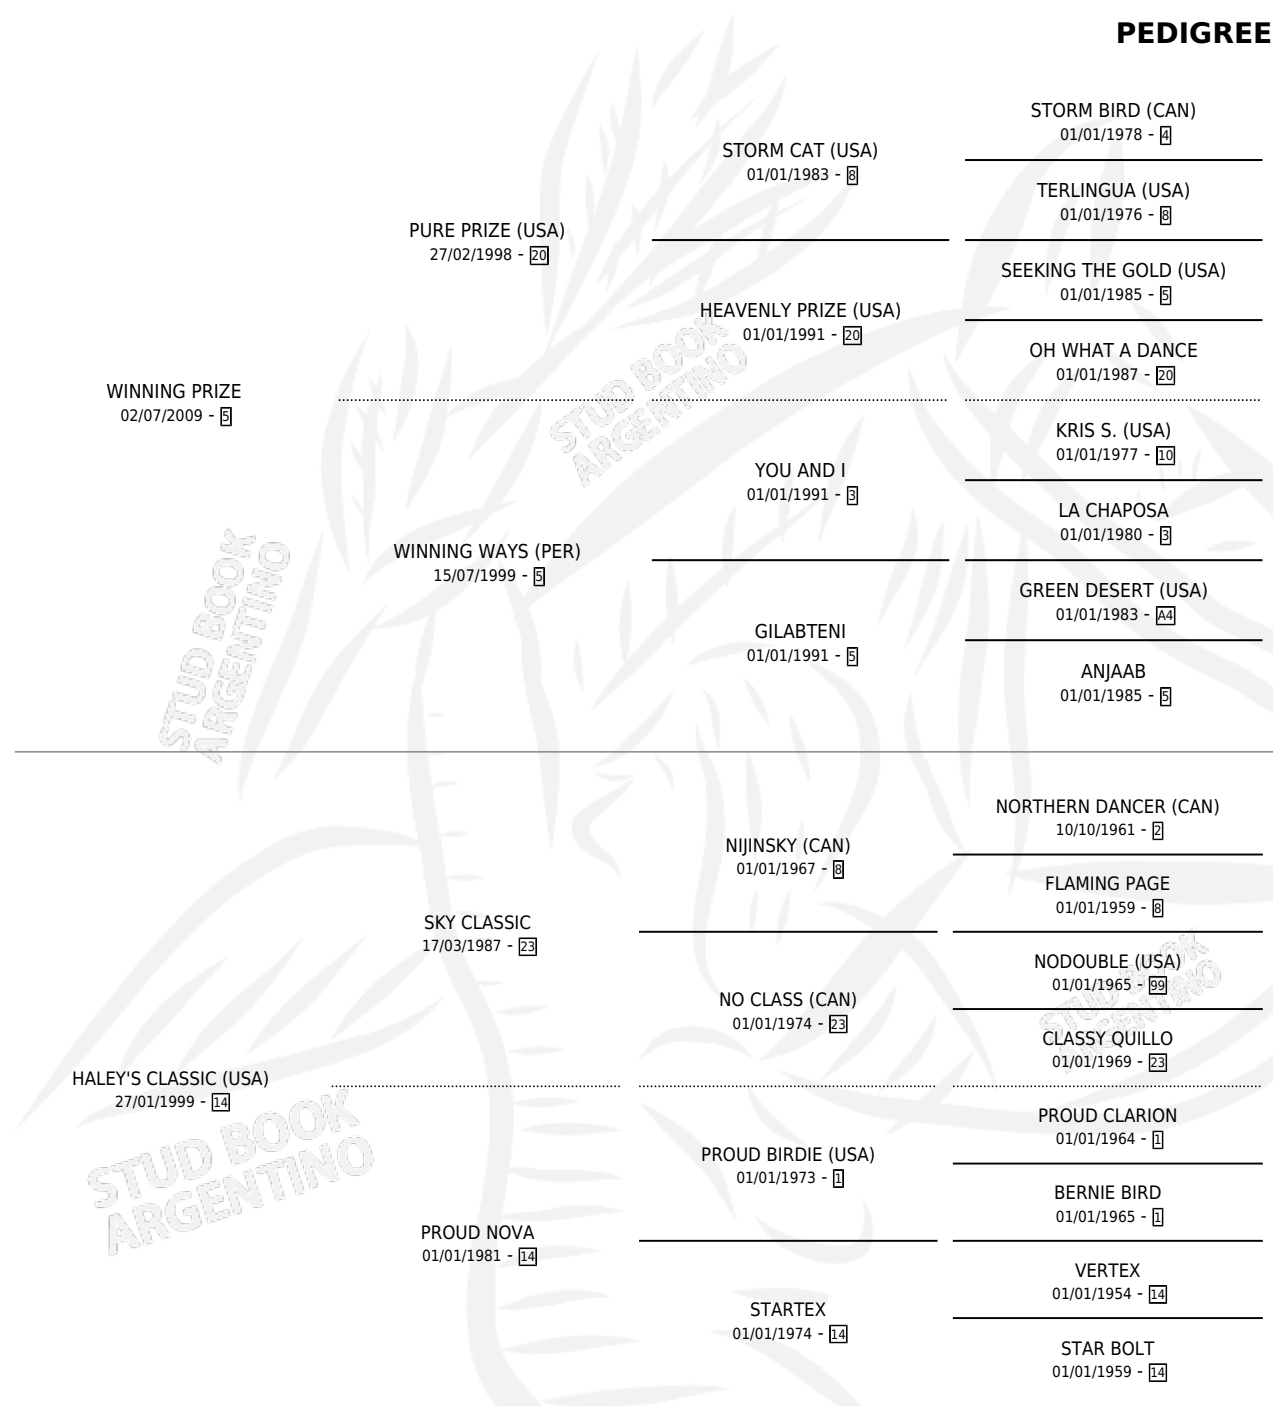 PEDIGREE
STORM BIRD (CAN)
01/01/1978 - 4
STORM CAT (USA)
01/01/1983 - 8
TERLINGUA (USA)
01/01/1976 - 8
PURE PRIZE (USA)
27/02/1998 - 20
SEEKING THE GOLD (USA)
01/01/1985 - 5
HEAVENLY PRIZE (USA)
01/01/1991 - 20
OH WHAT A DANCE
01/01/1987 - 20
WINNING PRIZE
02/07/2009 - 5
KRIS S. (USA)
01/01/1977 - 10
YOU AND I
01/01/1991 - 3
LA CHAPOSA
01/01/1980 - 3
WINNING WAYS (PER)
15/07/1999 - 5
GREEN DESERT (USA)
01/01/1983 - A4
GILABTENI
01/01/1991 - 5
ANJAAB
01/01/1985 - 5
NORTHERN DANCER (CAN)
10/10/1961 - 2
NIJINSKY (CAN)
01/01/1967 - 8
FLAMING PAGE
01/01/1959 - 8
SKY CLASSIC
17/03/1987 - 23
NODOUBLE (USA)
01/01/1965 - 99
NO CLASS (CAN)
01/01/1974 - 23
CLASSY QUILLO
01/01/1969 - 23
HALEY'S CLASSIC (USA)
27/01/1999 - 14
PROUD CLARION
01/01/1964 - 1
PROUD BIRDIE (USA)
01/01/1973 - 1
BERNIE BIRD
01/01/1965 - 1
PROUD NOVA
01/01/1981 - 14
VERTEX
01/01/1954 - 14
STARTEX
01/01/1974 - 14
STAR BOLT
01/01/1959 - 14
STUD BOOK
ARGENTINO
STUD BOOK
ARGENTINO
STUD BOOK
ARGENTINO
STUD BOOK
ARGENTINO